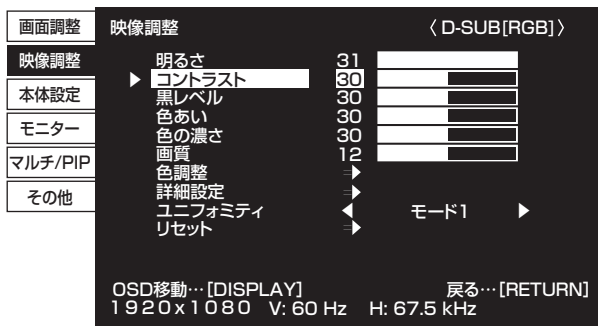 画面調整
映像調整
本体設定
モニター
マルチ/PIP
その他
映像調整 〈D-SUB[RGB]〉
明るさ 31
コントラスト 30
黒レベル 30
色あい 30
色の濃さ 30
画質 12
色調整
詳細設定
ユニフォミティ モード1
リセット
OSD移動…[DISPLAY] 戻る…[RETURN]
1920x1080 V: 60 Hz H: 67.5 kHz